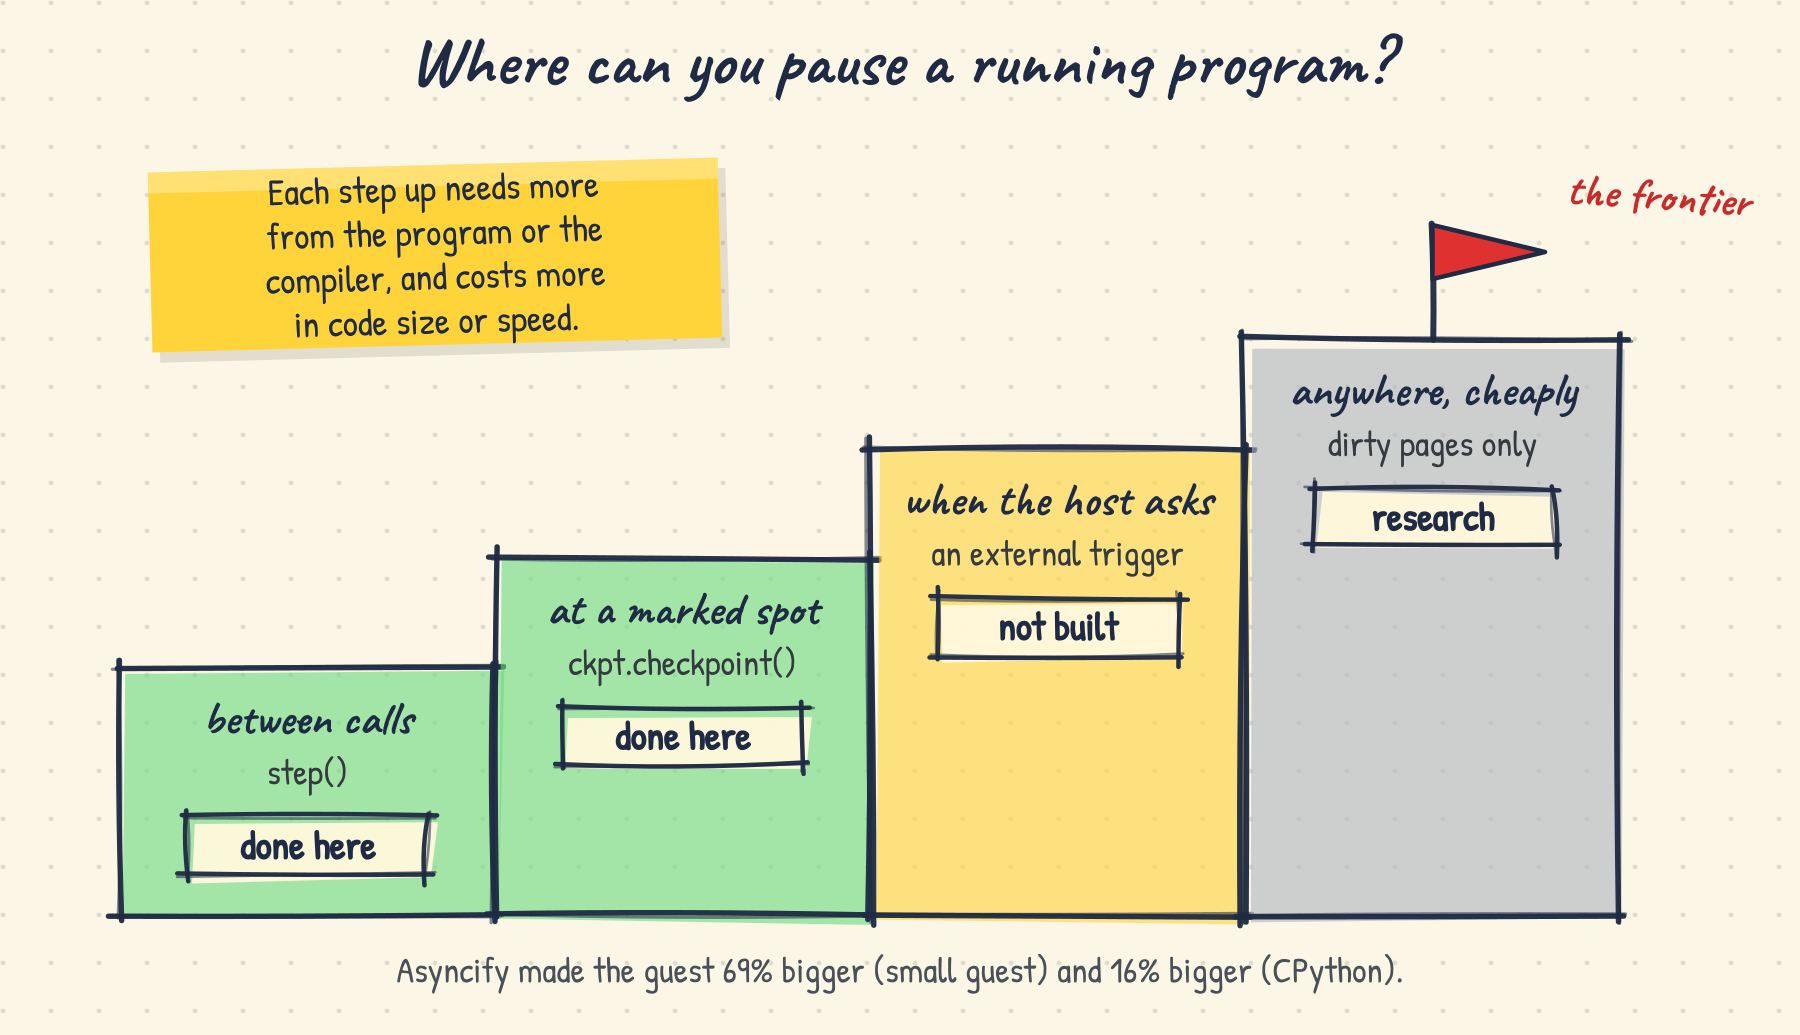 Where can you pause a running program?
Each step up needs more
from the program or the
compiler, and costs more
in code size or speed.
the frontier
between calls
step()
done here
at a marked spot
ckpt.checkpoint()
done here
when the host asks
an external trigger
not built
anywhere, cheaply
dirty pages only
research
Asyncify made the guest 69% bigger (small guest) and 16% bigger (CPython).